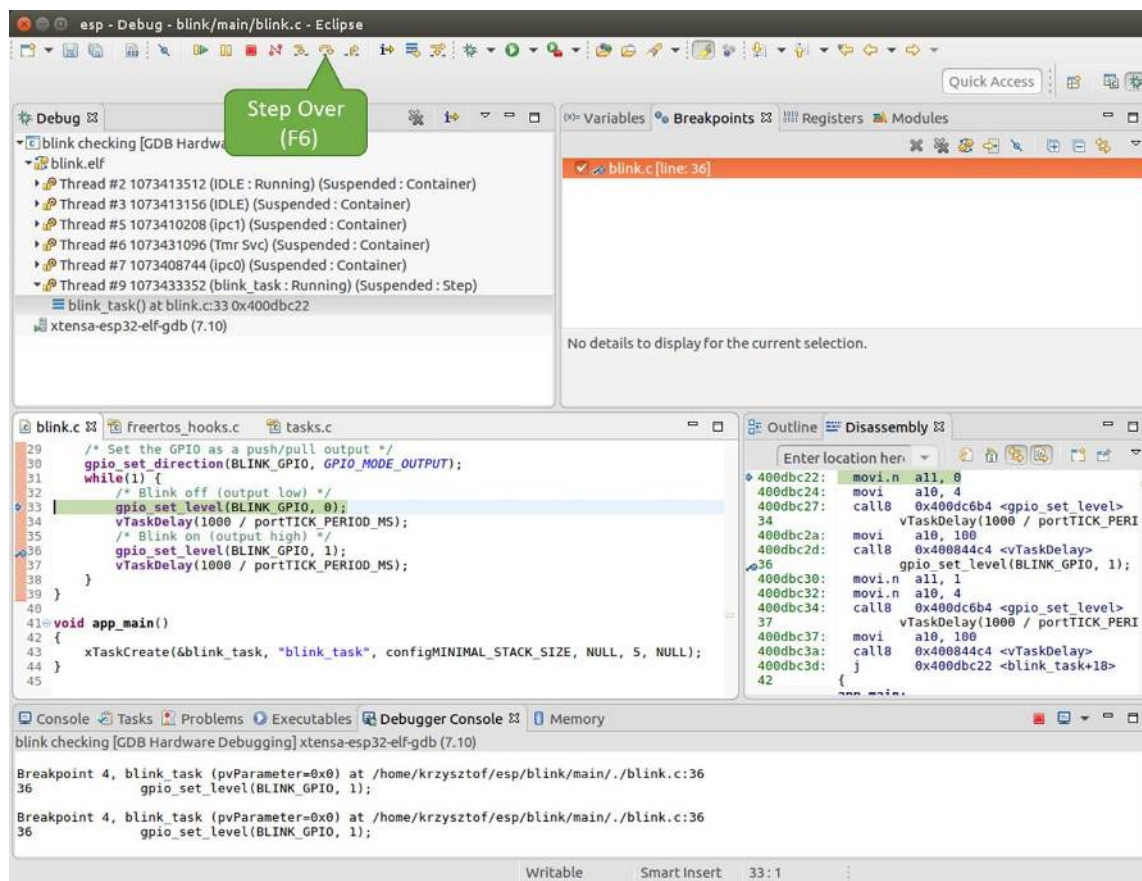 esp - Debug - blink/main/blink.c - Eclipse
Quick Access
Step Over
(F6)
Debug
blink checking [GDB Hardwa
blink.elf
Thread #2 1073413512 (IDLE : Running) (Suspended : Container)
Thread #3 1073413156 (IDLE) (Suspended : Container)
Thread #5 1073410208 (ipc1) (Suspended : Container)
Thread #6 1073431096 (Tmr Svc) (Suspended : Container)
Thread #7 1073408744 (ipc0) (Suspended : Container)
Thread #9 1073433352 (blink_task : Running) (Suspended : Step)
blink_task() at blink.c:33 0x400dbc22
xtensa-esp32-elf-gdb (7.10)
(x)= Variables Breakpoints Registers Modules
blink.c [line: 36]
No details to display for the current selection.
blink.c freertos_hooks.c tasks.c
29 /* Set the GPIO as a push/pull output */
30 gpio_set_direction(BLINK_GPIO, GPIO_MODE_OUTPUT);
31 while(1) {
32 /* Blink off (output low) */
33 gpio_set_level(BLINK_GPIO, 0);
34 vTaskDelay(1000 / portTICK_PERIOD_MS);
35 /* Blink on (output high) */
36 gpio_set_level(BLINK_GPIO, 1);
37 vTaskDelay(1000 / portTICK_PERIOD_MS);
38 }
39 }
40
41 void app_main()
42 {
43 xTaskCreate(&blink_task, "blink_task", configMINIMAL_STACK_SIZE, NULL, 5, NULL);
44 }
45
Outline Disassembly
Enter location her
400dbc22: movi.n a11, 0
400dbc24: movi a10, 4
400dbc27: call8 0x400dc6b4 <gpio_set_level>
34 vTaskDelay(1000 / portTICK_PERI
400dbc2a: movi a10, 100
400dbc2d: call8 0x400844c4 <vTaskDelay>
36 gpio_set_level(BLINK_GPIO, 1);
400dbc30: movi.n a11, 1
400dbc32: movi.n a10, 4
400dbc34: call8 0x400dc6b4 <gpio_set_level>
37 vTaskDelay(1000 / portTICK_PERI
400dbc37: movi a10, 100
400dbc3a: call8 0x400844c4 <vTaskDelay>
400dbc3d: j 0x400dbc22 <blink_task+18>
42 {
app_main:
Console Tasks Problems Executables Debugger Console Memory
blink checking [GDB Hardware Debugging] xtensa-esp32-elf-gdb (7.10)
Breakpoint 4, blink_task (pvParameter=0x0) at /home/krzysztof/esp/blink/main/./blink.c:36
36 gpio_set_level(BLINK_GPIO, 1);
Breakpoint 4, blink_task (pvParameter=0x0) at /home/krzysztof/esp/blink/main/./blink.c:36
36 gpio_set_level(BLINK_GPIO, 1);
Writable Smart Insert 33 : 1